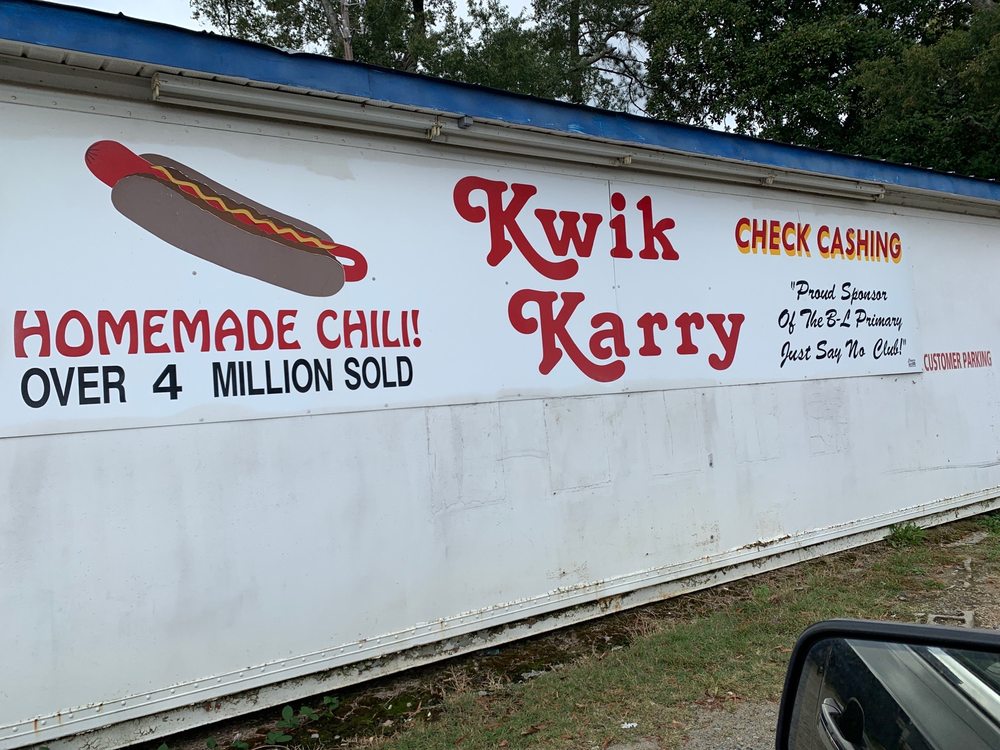 HOMEMADE CHILI!
OVER 4 MILLION SOLD
Kwik
Karry
CHECK CASHING
"Proud Sponsor
Of The B-L Primary
Just Say No Club!"
CUSTOMER PARKING